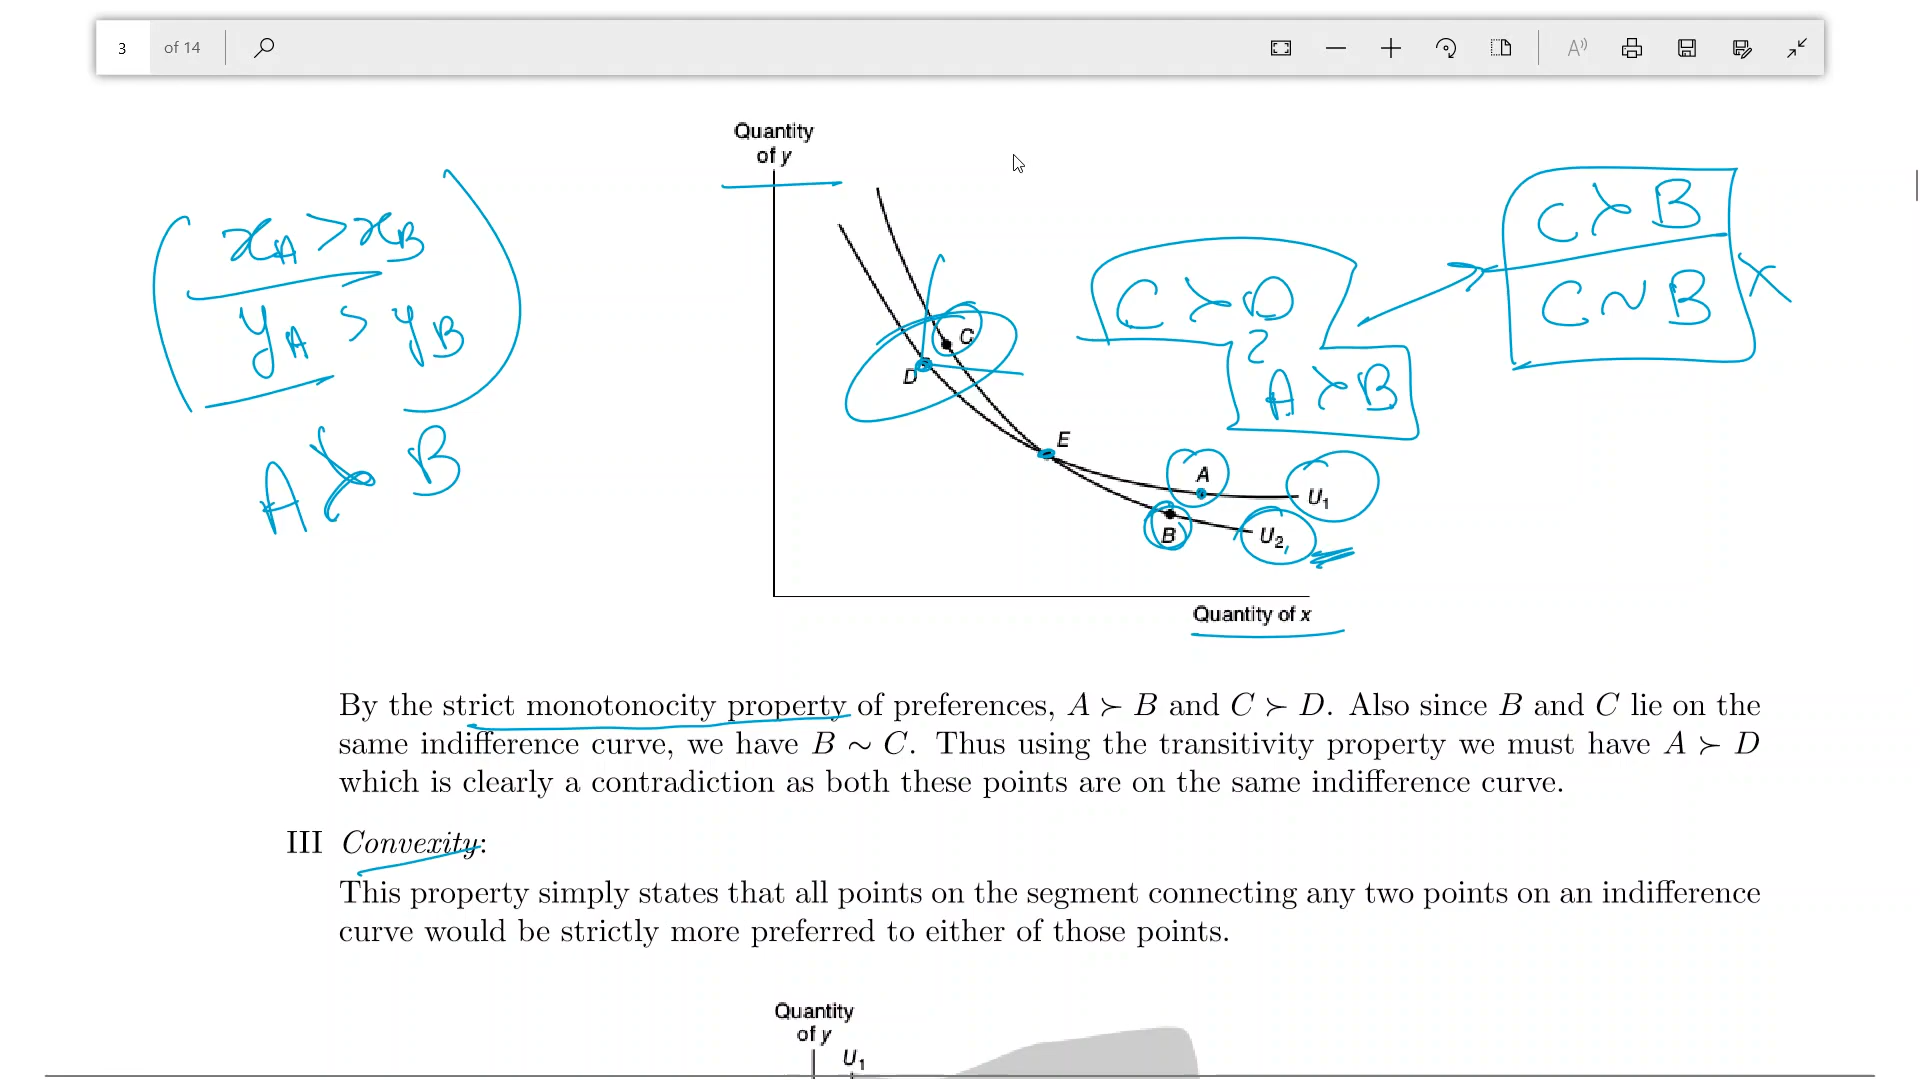 3 of 14
Quantity
of y
x_A > x_B
y_A > y_B
A ≻ B
C
D
E
A
B
U₁
U₂
Quantity of x
C ≻ D
A ≻ B
C ≻ B
C ~ B
By the strict monotonocity property of preferences, A ≻ B and C ≻ D. Also since B and C lie on the
same indifference curve, we have B ∼ C. Thus using the transitivity property we must have A ≻ D
which is clearly a contradiction as both these points are on the same indifference curve.
III Convexity:
This property simply states that all points on the segment connecting any two points on an indifference
curve would be strictly more preferred to either of those points.
Quantity
of y
U₁